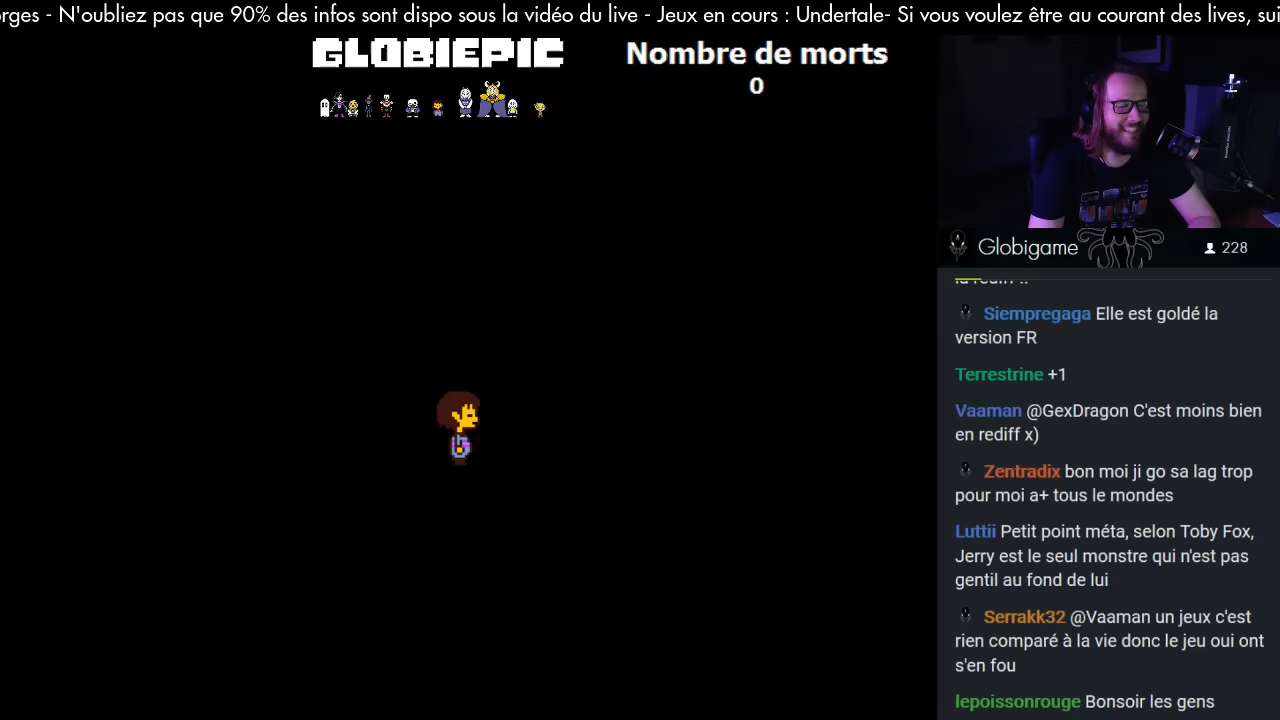 orges - N'oubliez pas que 90% des infos sont dispo sous la vidéo du live - Jeux en cours : Undertale- Si vous voulez être au courant des lives, sui
GLOBIEPIC
Nombre de morts
0
Globigame
228
Siempregaga Elle est goldé la
version FR
Terrestrine +1
Vaaman @GexDragon C'est moins bien
en rediff x)
Zentradix bon moi ji go sa lag trop
pour moi a+ tous le mondes
Luttii Petit point méta, selon Toby Fox,
Jerry est le seul monstre qui n'est pas
gentil au fond de lui
Serrakk32 @Vaaman un jeux c'est
rien comparé à la vie donc le jeu oui ont
s'en fou
lepoissonrouge Bonsoir les gens